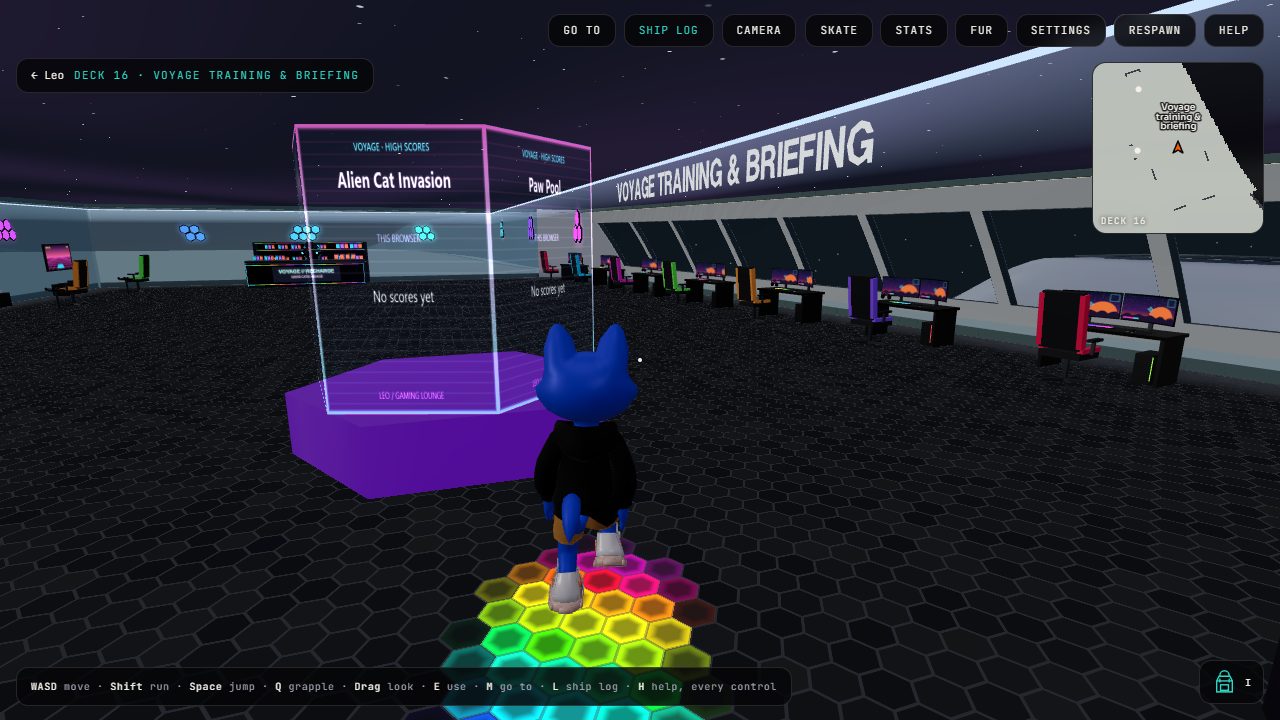 GO TO
SHIP LOG
CAMERA
SKATE
STATS
FUR
SETTINGS
RESPAWN
HELP
← Leo DECK 16 · VOYAGE TRAINING & BRIEFING
Voyage
training &
briefing
DECK 16
VOYAGE TRAINING & BRIEFING
VOYAGE · HIGH SCORES
Alien Cat Invasion
THIS BROWSER
No scores yet
LEO / GAMING LOUNGE
VOYAGE · HIGH SCORES
Paw Pool
THIS BROWSER
No scores yet
WASD move · Shift run · Space jump · Q grapple · Drag look · E use · M go to · L ship log · H help, every control
I